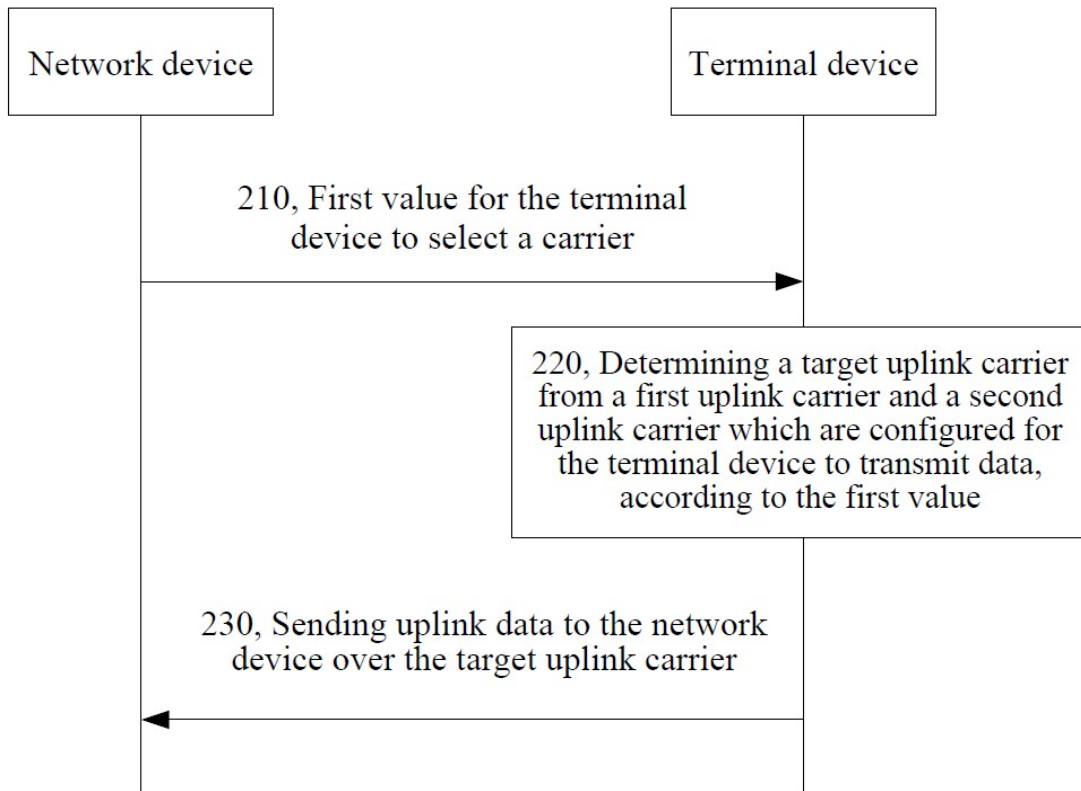 Network device
Terminal device
210, First value for the terminal
device to select a carrier
220, Determining a target uplink carrier
from a first uplink carrier and a second
uplink carrier which are configured for
the terminal device to transmit data,
according to the first value
230, Sending uplink data to the network
device over the target uplink carrier